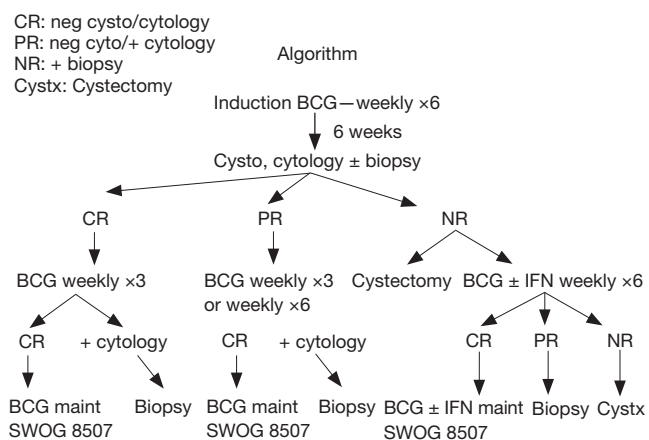 CR: neg cysto/cytology
PR: neg cyto/+ cytology
NR: + biopsy
Cystx: Cystectomy
Algorithm
Induction BCG—weekly ×6
6 weeks
Cysto, cytology ± biopsy
CR PR NR
BCG weekly ×3 BCG weekly ×3 Cystectomy BCG ± IFN weekly ×6
or weekly ×6
CR + cytology CR + cytology CR PR NR
BCG maint Biopsy BCG maint Biopsy BCG ± IFN maint Biopsy Cystx
SWOG 8507 SWOG 8507 SWOG 8507